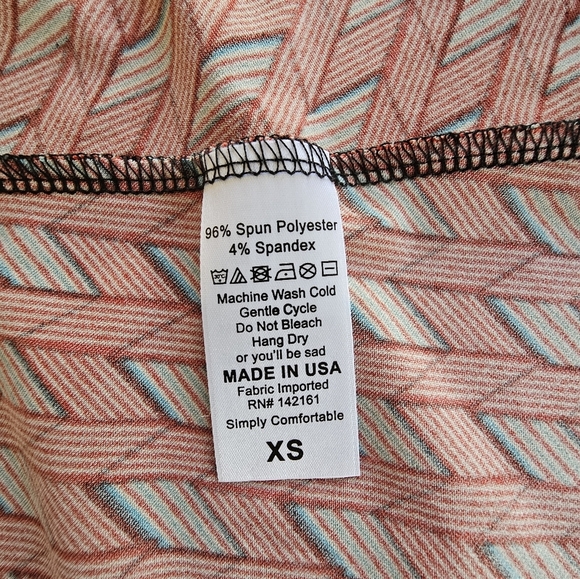 96% Spun Polyester
4% Spandex
Machine Wash Cold
Gentle Cycle
Do Not Bleach
Hang Dry
or you'll be sad
MADE IN USA
Fabric Imported
RN# 142161
Simply Comfortable
XS